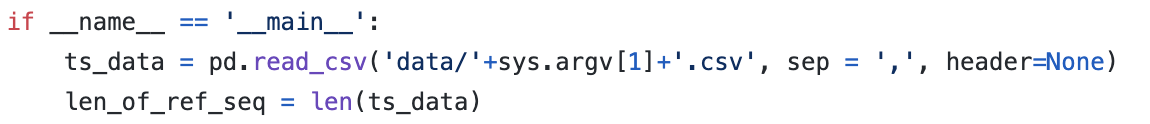 if __name__ == '__main__':
    ts_data = pd.read_csv('data/'+sys.argv[1]+'.csv', sep = ',', header=None)
    len_of_ref_seq = len(ts_data)